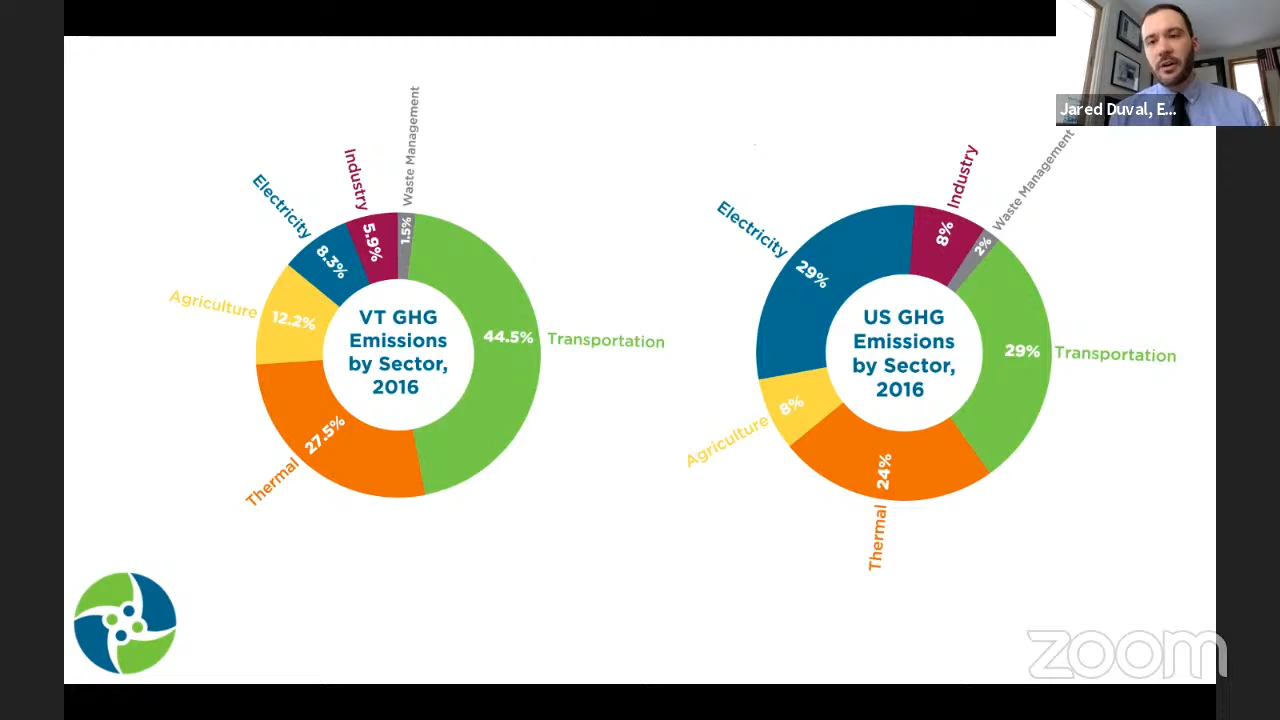 Jared Duval, E...
Waste Management
1.5%
Industry
5.9%
Electricity
8.3%
Agriculture
12.2%
Thermal
27.5%
44.5%
Transportation
VT GHG
Emissions
by Sector,
2016
Waste Management
2%
Industry
8%
Electricity
29%
Agriculture
8%
Thermal
24%
29%
Transportation
US GHG
Emissions
by Sector,
2016
zoom